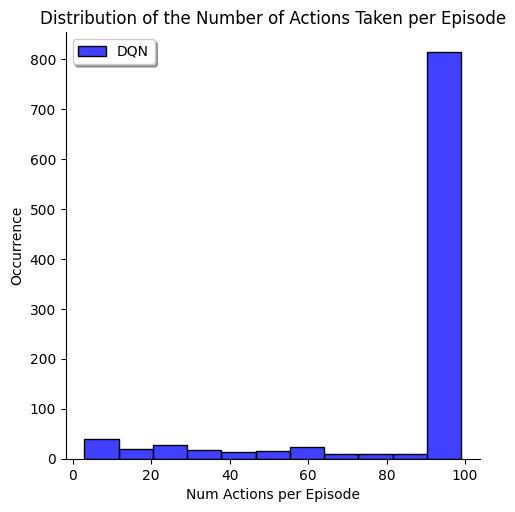 Distribution of the Number of Actions Taken per Episode
DQN
800
700
600
500
400
300
200
100
0
Occurrence
0 20 40 60 80 100
Num Actions per Episode